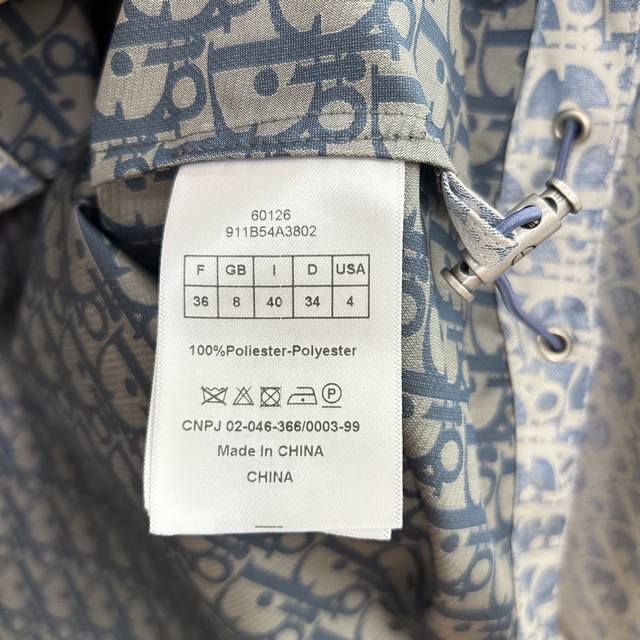 60126
911B54A3802
F GB I D USA
36 8 40 34 4
100%Poliester-Polyester
P
CNPJ 02-046-366/0003-99
Made In CHINA
CHINA